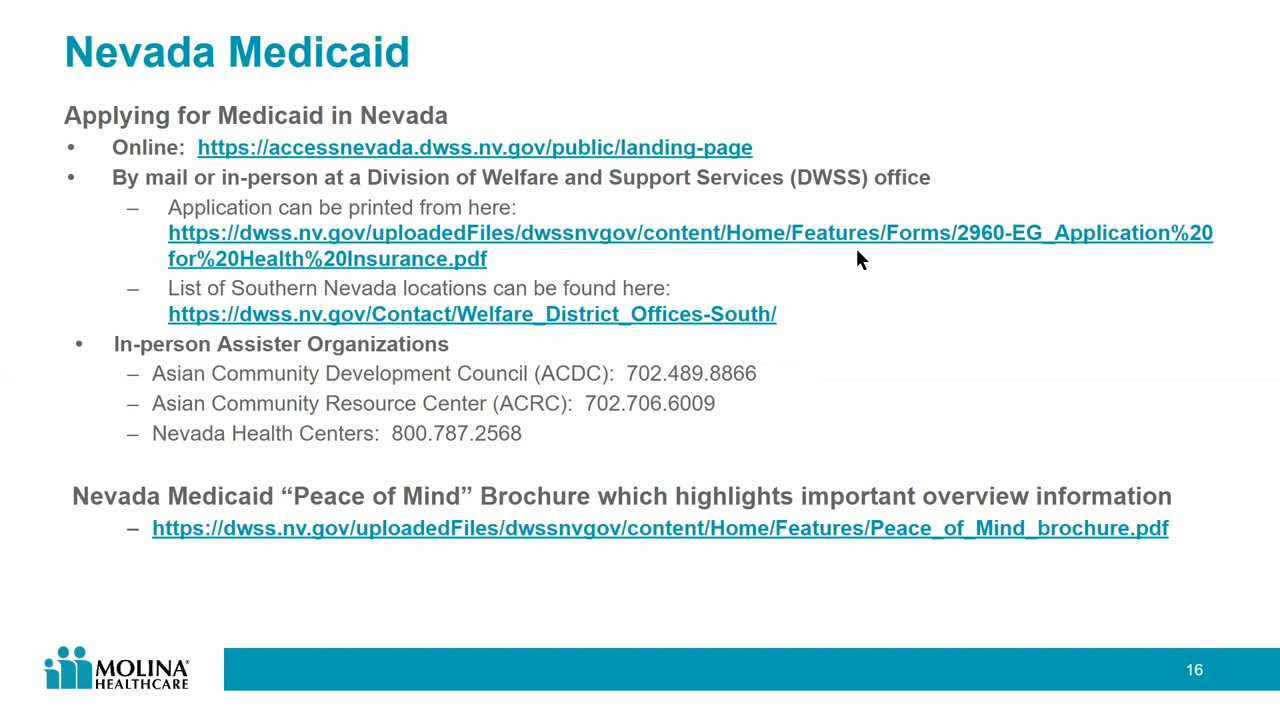 Nevada Medicaid
Applying for Medicaid in Nevada
• Online: https://accessnevada.dwss.nv.gov/public/landing-page
• By mail or in-person at a Division of Welfare and Support Services (DWSS) office
– Application can be printed from here:
https://dwss.nv.gov/uploadedFiles/dwssnvgov/content/Home/Features/Forms/2960-EG_Application%20
for%20Health%20Insurance.pdf
– List of Southern Nevada locations can be found here:
https://dwss.nv.gov/Contact/Welfare_District_Offices-South/
• In-person Assister Organizations
– Asian Community Development Council (ACDC): 702.489.8866
– Asian Community Resource Center (ACRC): 702.706.6009
– Nevada Health Centers: 800.787.2568
Nevada Medicaid “Peace of Mind” Brochure which highlights important overview information
– https://dwss.nv.gov/uploadedFiles/dwssnvgov/content/Home/Features/Peace_of_Mind_brochure.pdf
MOLINA®
HEALTHCARE
16